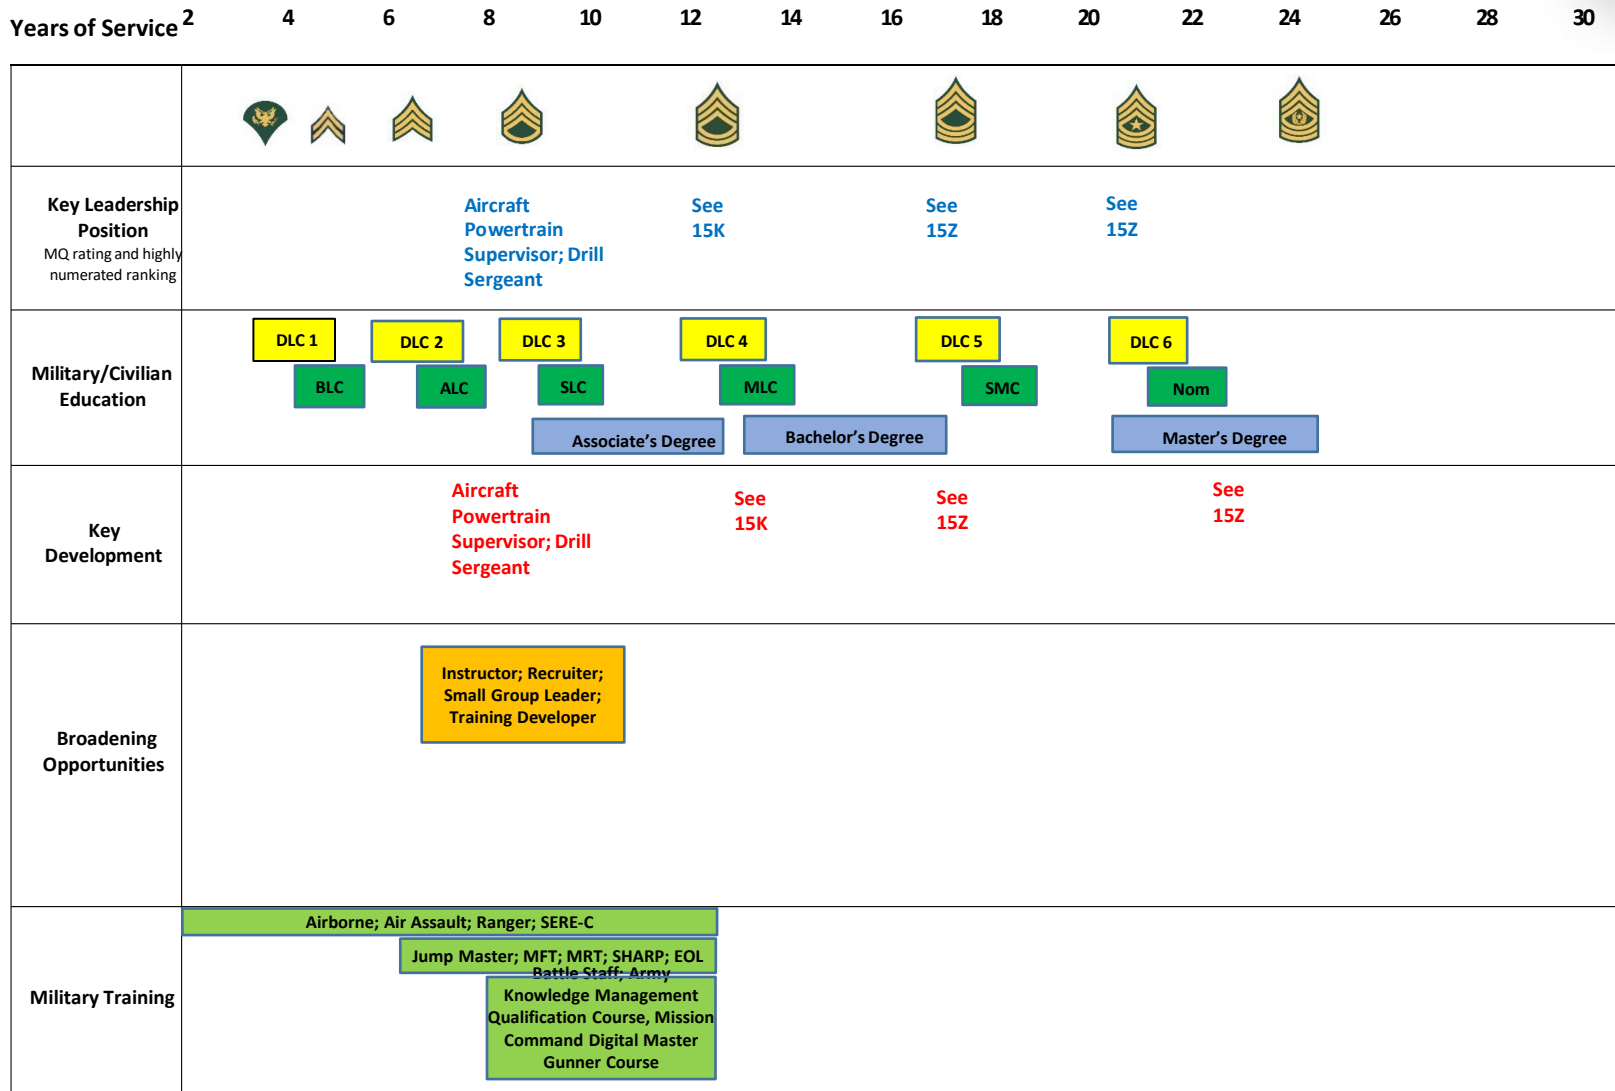 Years of Service 2 4 6 8 10 12 14 16 18 20 22 24 26 28 30
Key Leadership
Position
MQ rating and highly
numerated ranking
Aircraft
Powertrain
Supervisor; Drill
Sergeant
See
15K
See
15Z
See
15Z
Military/Civilian
Education
DLC 1
DLC 2
DLC 3
DLC 4
DLC 5
DLC 6
BLC
ALC
SLC
MLC
SMC
Nom
Associate's Degree
Bachelor's Degree
Master's Degree
Key
Development
Aircraft
Powertrain
Supervisor; Drill
Sergeant
See
15K
See
15Z
See
15Z
Broadening
Opportunities
Instructor; Recruiter;
Small Group Leader;
Training Developer
Military Training
Airborne; Air Assault; Ranger; SERE-C
Jump Master; MFT; MRT; SHARP; EOL
Battle Staff; Army
Knowledge Management
Qualification Course, Mission
Command Digital Master
Gunner Course